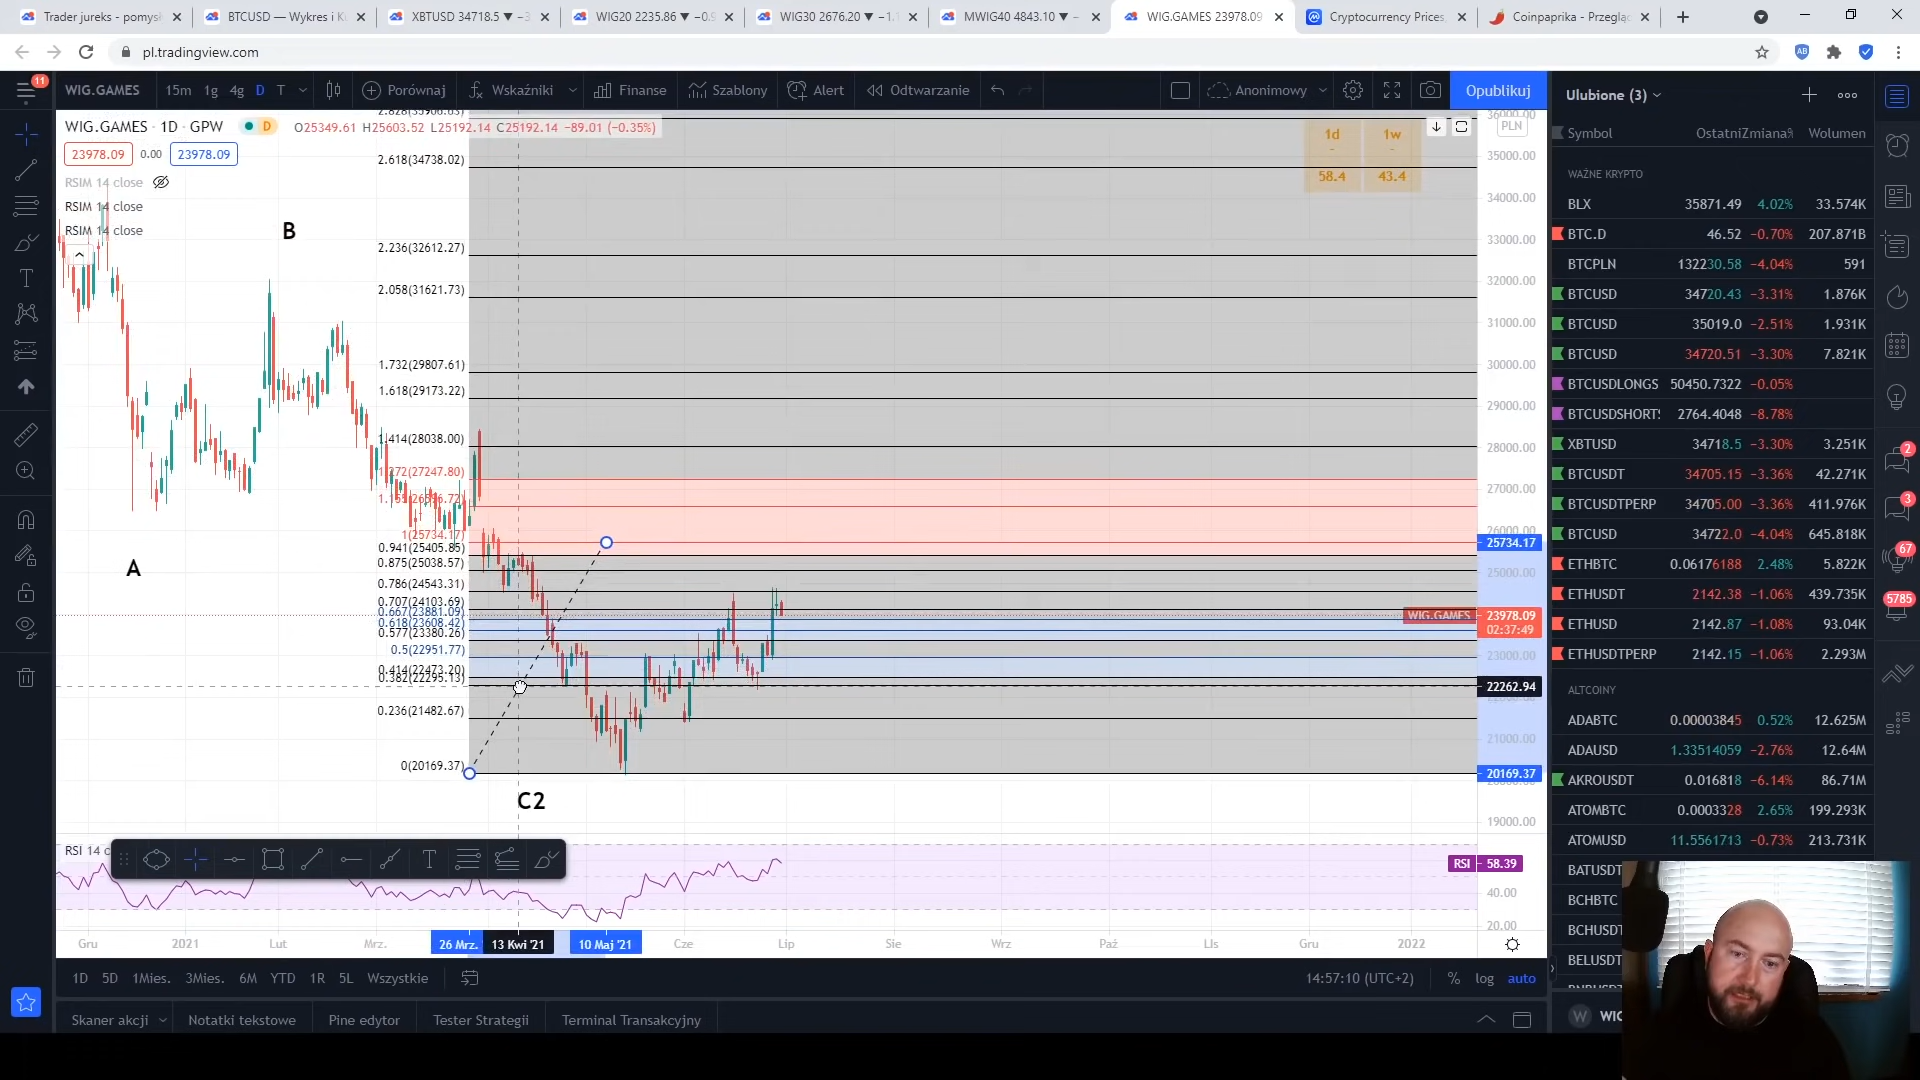 Trader jureks - pomysł
BTCUSD — Wykres i K
XBTUSD 34718.5 ▼ −3
WIG20 2235.86 ▼ −0.9
WIG30 2676.20 ▼ −1.1
MWIG40 4843.10 ▼ −
WIG.GAMES 23978.09
Cryptocurrency Prices,
Coinpaprika - Przegląd
pl.tradingview.com
11
WIG.GAMES 15m 1g 4g D T Porównaj Wskaźniki Finanse Szablony Alert Odtwarzanie Anonimowy Opublikuj
WIG.GAMES · 1D · GPW D O25349.61 H25603.52 L25192.14 C25192.14 −89.01 (−0.35%)
23978.09 0.00 23978.09
RSIM 14 close
RSIM 14 close
RSIM 14 close
1d 1w
- -
58.4 43.4
PLN
A
B
C2
2.828(35906.63)
2.618(34738.02)
2.236(32612.27)
2.058(31621.73)
1.732(29807.61)
1.618(29173.22)
1.414(28038.00)
1.272(27247.80)
1(25734.17)
0.941(25405.85)
0.875(25038.57)
0.786(24543.31)
0.707(24103.69)
0.667(23881.09)
0.618(23608.42)
0.577(23380.26)
0.5(22951.77)
0.414(22473.20)
0.382(22295.13)
0.236(21482.67)
0(20169.37)
36000.00
35000.00
34000.00
33000.00
32000.00
31000.00
30000.00
29000.00
28000.00
27000.00
26000.00
25734.17
25000.00
WIG.GAMES 23978.09
02:37:49
23000.00
22262.94
21000.00
20169.37
19000.00
RSI 14 c
RSI 58.39
40.00
20.00
Gru 2021 Lut Mrz. 26 Mrz. 13 Kwi '21 10 Maj '21 Cze Lip Sie Wrz Paź Lis Gru 2022
1D 5D 1Mies. 3Mies. 6M YTD 1R 5L Wszystkie 14:57:10 (UTC+2) % log auto
Skaner akcji Notatki tekstowe Pine edytor Tester Strategii Terminal Transakcyjny
Ulubione (3)
Symbol Ostatni Zmiana% Wolumen
WAŻNE KRYPTO
BLX 35871.49 4.02% 33.574K
BTC.D 46.52 −0.70% 207.871B
BTCPLN 132230.58 −4.04% 591
BTCUSD 34720.43 −3.31% 1.876K
BTCUSD 35019.0 −2.51% 1.931K
BTCUSD 34720.51 −3.30% 7.821K
BTCUSDLONGS 50450.7322 −0.05%
BTCUSDSHORTS 2764.4048 −8.78%
XBTUSD 34718.5 −3.30% 3.251K
BTCUSDT 34705.15 −3.36% 42.271K
BTCUSDTPERP 34705.00 −3.36% 411.976K
BTCUSD 34722.0 −4.04% 645.818K
ETHBTC 0.06176188 2.48% 5.822K
ETHUSDT 2142.38 −1.06% 439.735K
ETHUSD 2142.87 −1.08% 93.04K
ETHUSDTPERP 2142.15 −1.06% 2.293M
ALTCOINY
ADABTC 0.00003845 0.52% 12.625M
ADAUSD 1.33514059 −2.76% 12.64M
AKROUSDT 0.016818 −6.14% 86.71M
ATOMBTC 0.0003328 2.65% 199.293K
ATOMUSD 11.5561713 −0.73% 213.731K
BATUSDT
BCHBTC
BCHUSD
BELUSDT
W WIG
2
3
67
5785